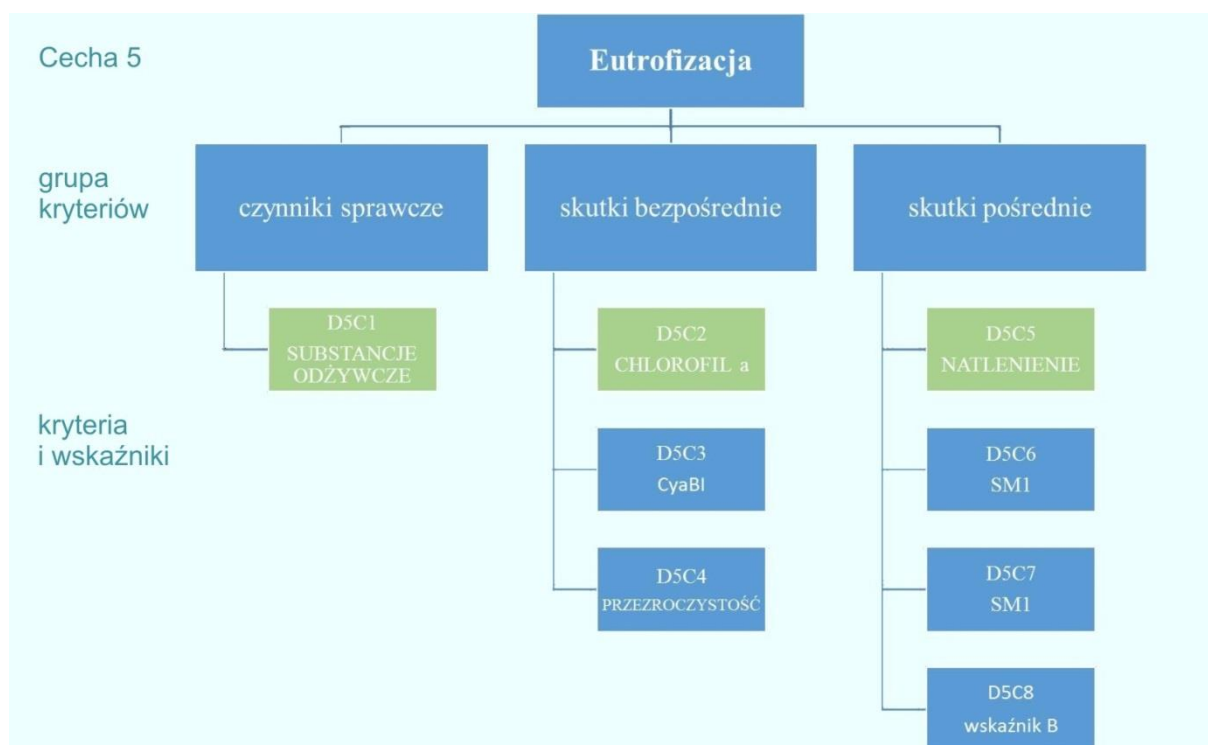 Cecha 5
Eutrofizacja
grupa
kryteriów
czynniki sprawcze
skutki bezpośrednie
skutki pośrednie
kryteria
i wskaźniki
D5C1
SUBSTANCJE
ODŻYWCZE
D5C2
CHLOROFIL a
D5C5
NATLENIENIE
D5C3
CyaBI
D5C6
SM1
D5C4
PRZEZROCZYSTOŚĆ
D5C7
SM1
D5C8
wskaźnik B